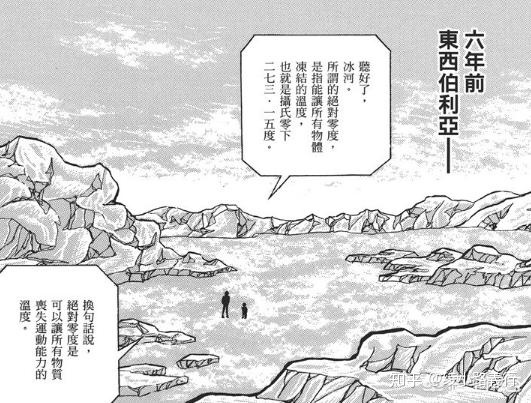 六年前
東西伯利亞——
聽好了，
冰河。
所謂的絕對零度，
是指能讓所有物體
凍結的溫度，
也就是攝氏零下
二七三·一五度。
換句話說，
絕對零度是
可以讓所有物質
喪失運動能力的
溫度。